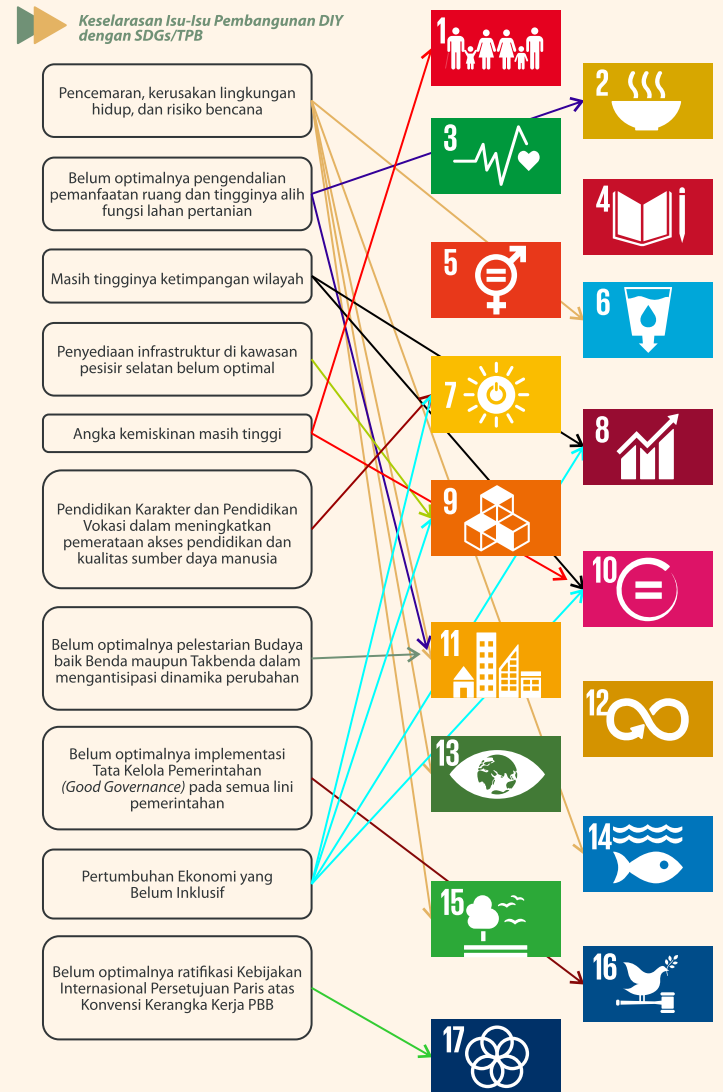 Keselarasan Isu-Isu Pembangunan DIY
dengan SDGs/TPB
Pencemaran, kerusakan lingkungan
hidup, dan risiko bencana
Belum optimalnya pengendalian
pemanfaatan ruang dan tingginya alih
fungsi lahan pertanian
Masih tingginya ketimpangan wilayah
Penyediaan infrastruktur di kawasan
pesisir selatan belum optimal
Angka kemiskinan masih tinggi
Pendidikan Karakter dan Pendidikan
Vokasi dalam meningkatkan
pemerataan akses pendidikan dan
kualitas sumber daya manusia
Belum optimalnya pelestarian Budaya
baik Benda maupun Takbenda dalam
mengantisipasi dinamika perubahan
Belum optimalnya implementasi
Tata Kelola Pemerintahan
(Good Governance) pada semua lini
pemerintahan
Pertumbuhan Ekonomi yang
Belum Inklusif
Belum optimalnya ratifikasi Kebijakan
Internasional Persetujuan Paris atas
Konvensi Kerangka Kerja PBB
1
2
3
4
5
6
7
8
9
10
11
12
13
14
15
16
17